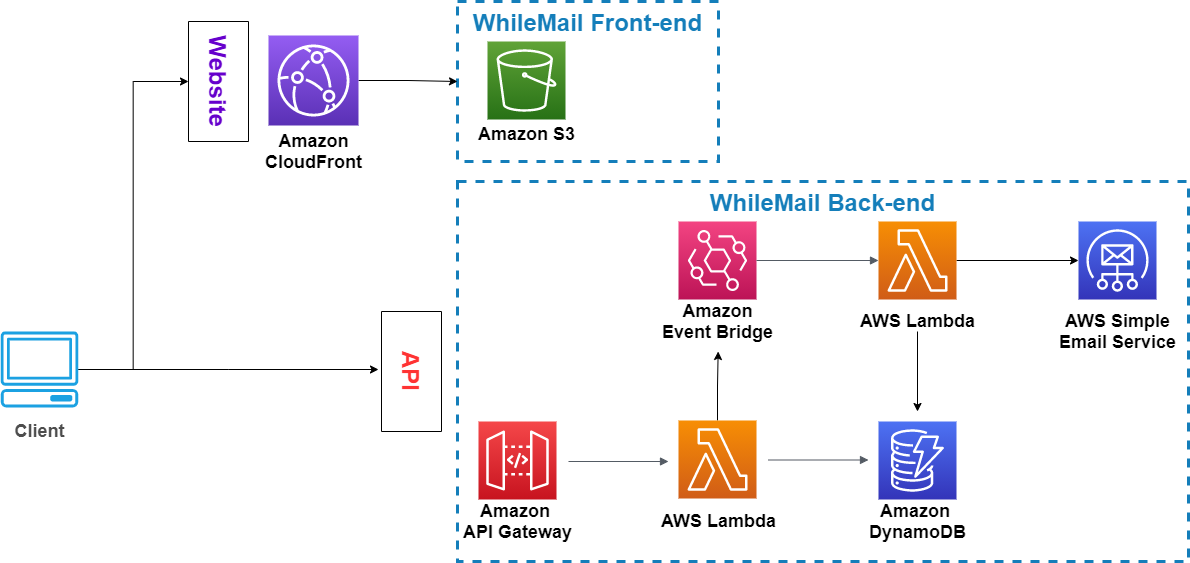 WhileMail Front-end
Website
Amazon
CloudFront
Amazon S3
WhileMail Back-end
Amazon
Event Bridge
AWS Lambda
AWS Simple
Email Service
API
Client
</>
Amazon
API Gateway
AWS Lambda
Amazon
DynamoDB